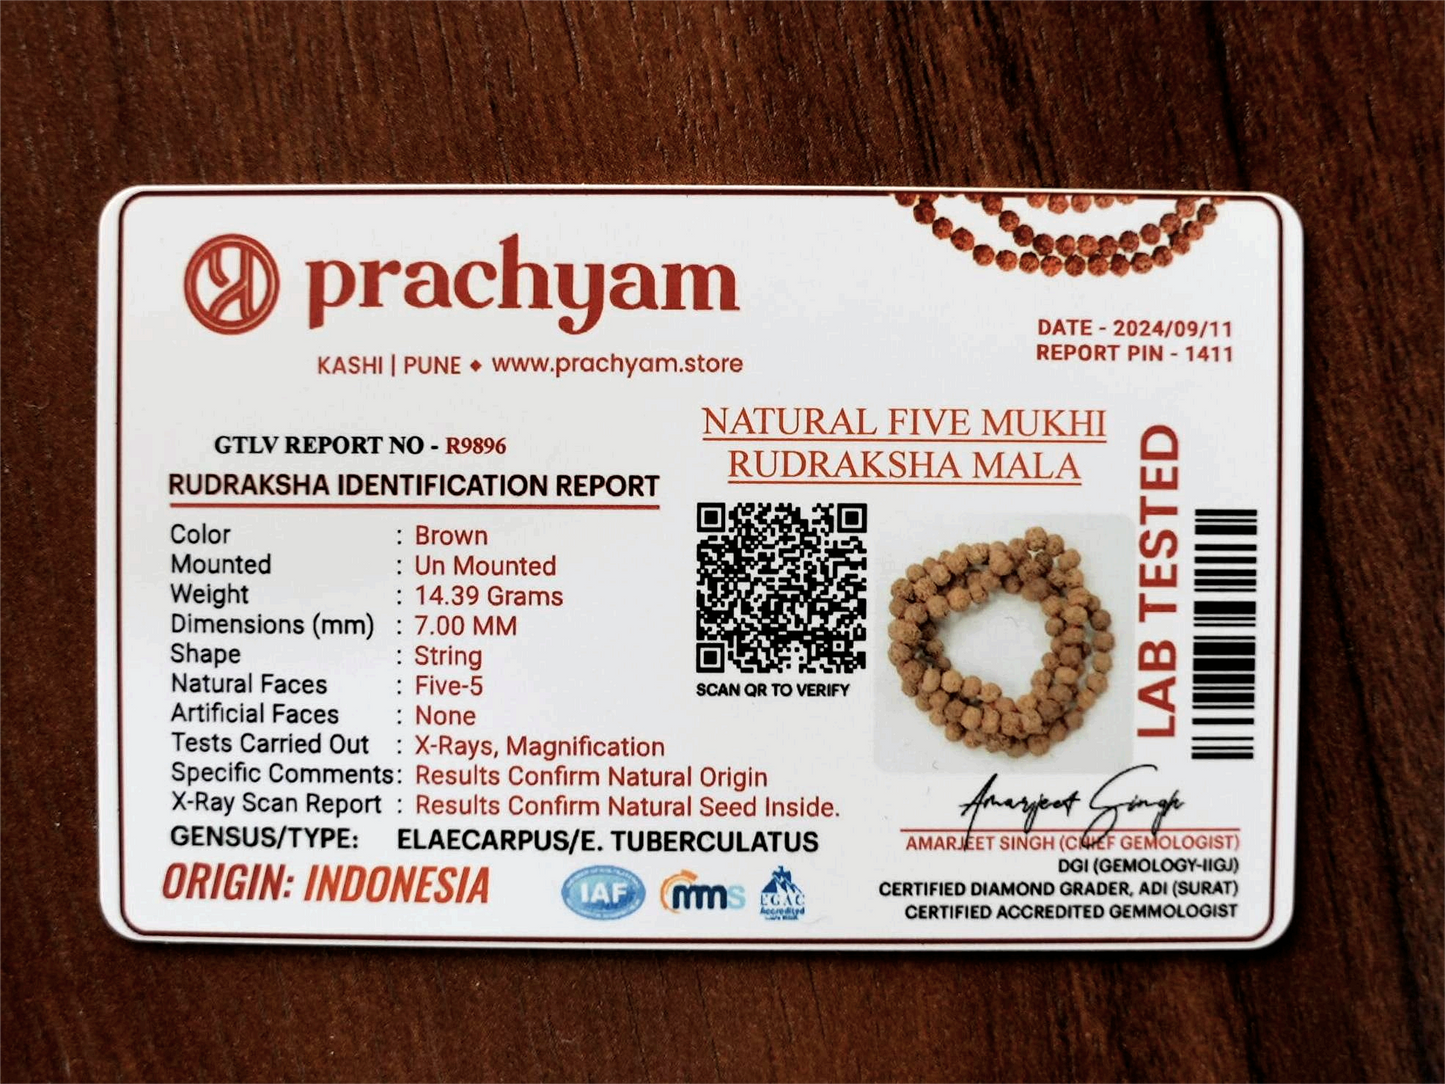 prachyam
KASHI | PUNE ◆ www.prachyam.store
DATE - 2024/09/11
REPORT PIN - 1411
GTLV REPORT NO - R9896
RUDRAKSHA IDENTIFICATION REPORT
Color : Brown
Mounted : Un Mounted
Weight : 14.39 Grams
Dimensions (mm) : 7.00 MM
Shape : String
Natural Faces : Five-5
Artificial Faces : None
Tests Carried Out : X-Rays, Magnification
Specific Comments: Results Confirm Natural Origin
X-Ray Scan Report : Results Confirm Natural Seed Inside.
GENSUS/TYPE: ELAECARPUS/E. TUBERCULATUS
ORIGIN: INDONESIA
NATURAL FIVE MUKHI
RUDRAKSHA MALA
SCAN QR TO VERIFY
LAB TESTED
IAF
nms
EGAC
Accredited
Amarjeet Singh
AMARJEET SINGH (CHIEF GEMOLOGIST)
DGI (GEMOLOGY-IIGJ)
CERTIFIED DIAMOND GRADER, ADI (SURAT)
CERTIFIED ACCREDITED GEMMOLOGIST